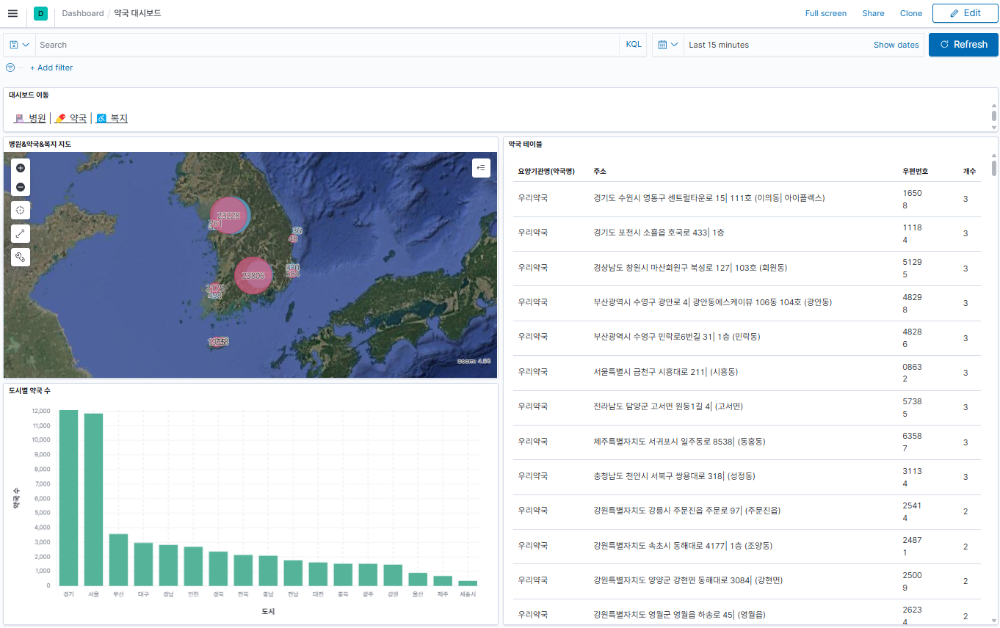 D Dashboard / 약국 대시보드 Full screen Share Clone Edit
Search KQL Last 15 minutes Show dates Refresh
+ Add filter
대시보드 이동
병원 | 약국 | 복지
병원&약국&복지 지도
23228
761
30
48
23806
330
584
2175
498
zoom: 4.96
도시별 약국 수
12,000
11,000
10,000
9,000
8,000
7,000
6,000
5,000
4,000
3,000
2,000
1,000
0
약국 수
경기 서울 부산 대구 경남 인천 경북 전북 충남 전남 대전 충북 광주 강원 울산 제주 세종시
도시
약국 테이블
요양기관명(약국명) 주소 우편번호 개수
우리약국 경기도 수원시 영통구 센트럴타운로 15| 111호 (이의동| 아이플렉스) 16508 3
우리약국 경기도 포천시 소흘읍 호국로 433| 1층 11184 3
우리약국 경상남도 창원시 마산회원구 북성로 127| 103호 (회원동) 51295 3
우리약국 부산광역시 수영구 광안로 4| 광안동에스케이뷰 106동 104호 (광안동) 48298 3
우리약국 부산광역시 수영구 민락로6번길 31| 1층 (민락동) 48286 3
우리약국 서울특별시 금천구 시흥대로 211| (시흥동) 08632 3
우리약국 전라남도 담양군 고서면 원등1길 4| (고서면) 57385 3
우리약국 제주특별자치도 서귀포시 일주동로 8538| (동홍동) 63587 3
우리약국 충청남도 천안시 서북구 쌍용대로 318| (성정동) 31134 3
우리약국 강원특별자치도 강릉시 주문진읍 주문로 97| (주문진읍) 25414 2
우리약국 강원특별자치도 속초시 동해대로 4177| 1층 (조양동) 24871 2
우리약국 강원특별자치도 양양군 강현면 동해대로 3084| (강현면) 25009 2
우리약국 강원특별자치도 영월군 영월읍 하송로 45| (영월읍) 26234 2